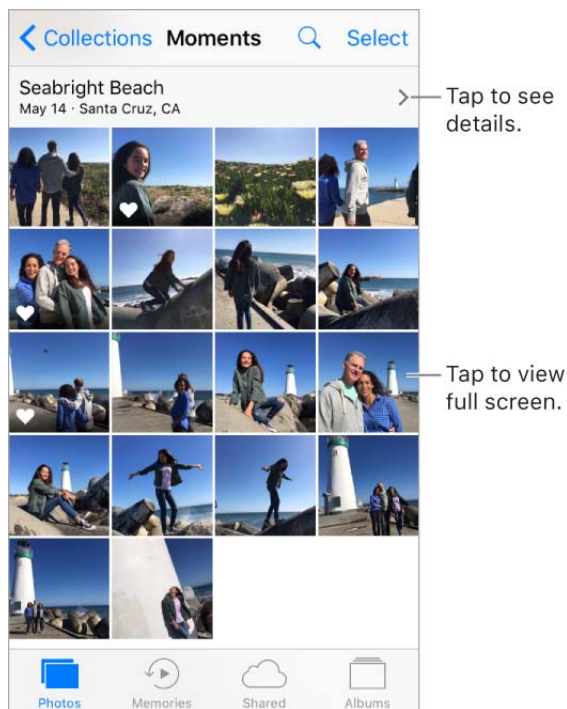 Collections Moments Select
Seabright Beach
May 14 · Santa Cruz, CA
Tap to see
details.
Tap to view
full screen.
Photos Memories Shared Albums